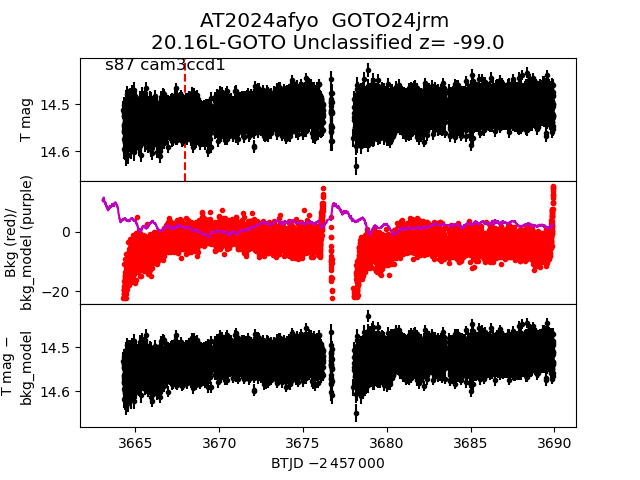 AT2024afyo  GOTO24jrm
20.16L-GOTO Unclassified z= -99.0
s87 cam3ccd1
T mag
14.5
14.6
Bkg (red)/
bkg_model (purple)
0
−20
T mag −
bkg_model
14.5
14.6
3665
3670
3675
3680
3685
3690
BTJD −2 457 000